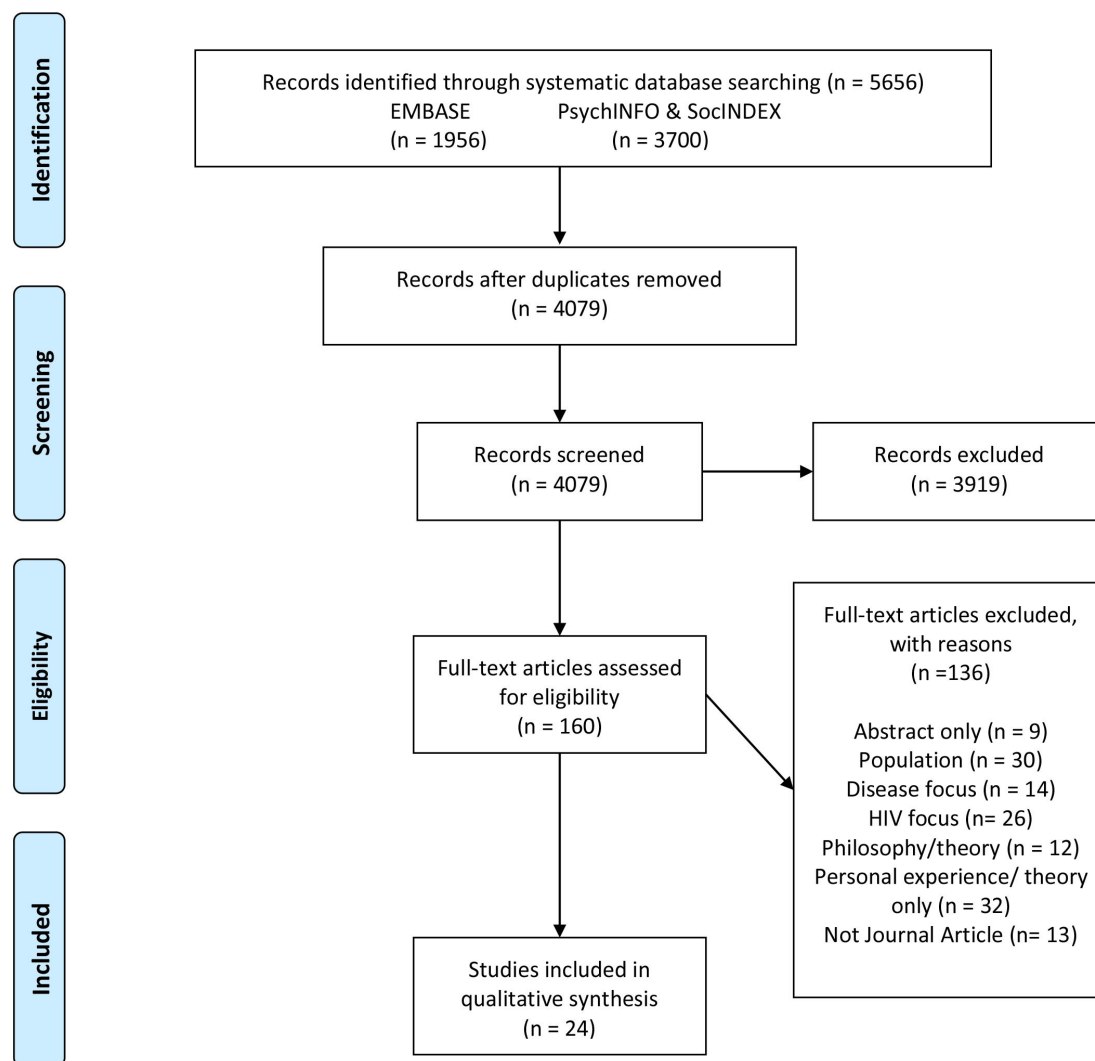 Identification
Records identified through systematic database searching (n = 5656)
EMBASE PsychINFO & SocINDEX
(n = 1956) (n = 3700)
Records after duplicates removed
(n = 4079)
Screening
Records screened
(n = 4079)
Records excluded
(n = 3919)
Eligibility
Full-text articles assessed
for eligibility
(n = 160)
Full-text articles excluded,
with reasons
(n =136)
Abstract only (n = 9)
Population (n = 30)
Disease focus (n = 14)
HIV focus (n= 26)
Philosophy/theory (n = 12)
Personal experience/ theory
only (n = 32)
Not Journal Article (n= 13)
Included
Studies included in
qualitative synthesis
(n = 24)